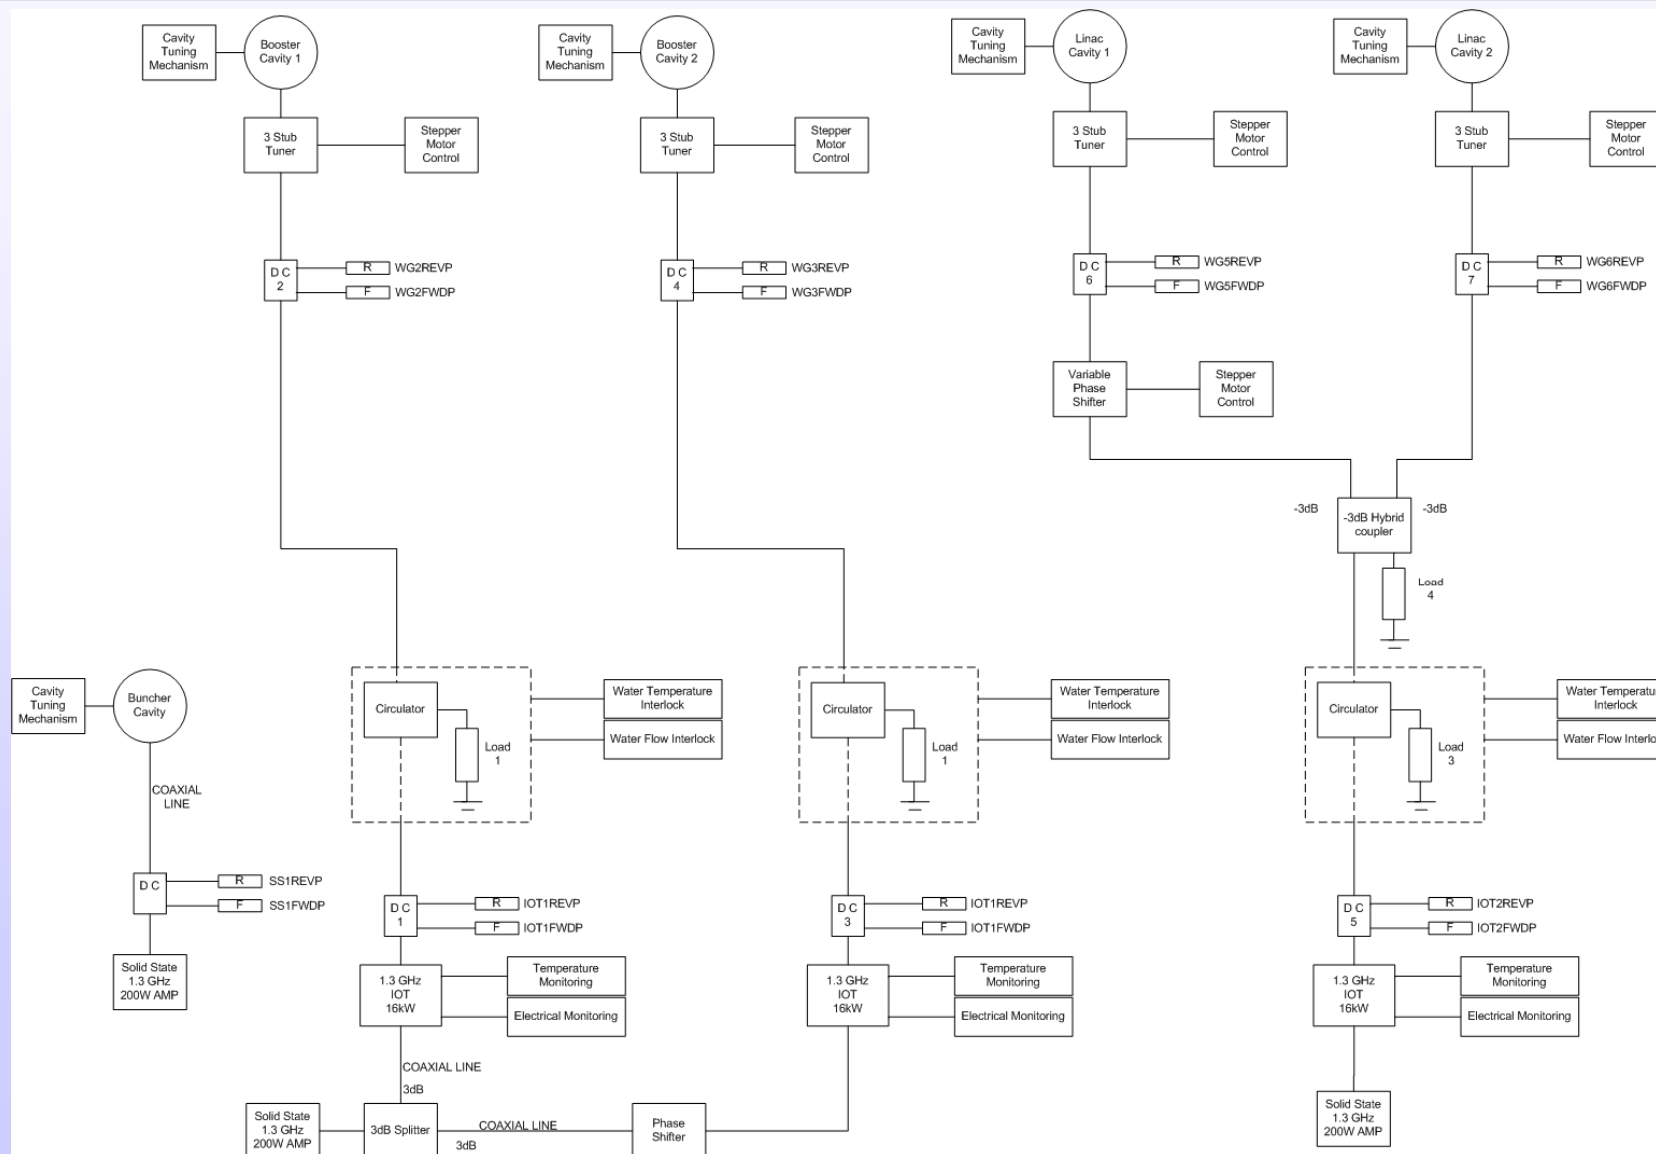 Cavity
Tuning
Mechanism
Booster
Cavity 1
Cavity
Tuning
Mechanism
Booster
Cavity 2
Cavity
Tuning
Mechanism
Linac
Cavity 1
Cavity
Tuning
Mechanism
Linac
Cavity 2
3 Stub
Tuner
Stepper
Motor
Control
3 Stub
Tuner
Stepper
Motor
Control
3 Stub
Tuner
Stepper
Motor
Control
3 Stub
Tuner
Stepper
Motor
Control
D C
2
R WG2REVP
F WG2FWDP
D C
4
R WG3REVP
F WG3FWDP
D C
6
R WG5REVP
F WG5FWDP
D C
7
R WG6REVP
F WG6FWDP
Variable
Phase
Shifter
Stepper
Motor
Control
-3dB
-3dB Hybrid
coupler
-3dB
Load
4
Cavity
Tuning
Mechanism
Buncher
Cavity
COAXIAL
LINE
D C
R SS1REVP
F SS1FWDP
Solid State
1.3 GHz
200W AMP
Circulator
Load
1
Water Temperature
Interlock
Water Flow Interlock
Circulator
Load
1
Water Temperature
Interlock
Water Flow Interlock
Circulator
Load
3
Water Temperatu
Interlock
Water Flow Interlo
D C
1
R IOT1REVP
F IOT1FWDP
D C
3
R IOT1REVP
F IOT1FWDP
D C
5
R IOT2REVP
F IOT2FWDP
1.3 GHz
IOT
16kW
Temperature
Monitoring
Electrical Monitoring
1.3 GHz
IOT
16kW
Temperature
Monitoring
Electrical Monitoring
1.3 GHz
IOT
16kW
Temperature
Monitoring
Electrical Monitoring
COAXIAL LINE
3dB
Solid State
1.3 GHz
200W AMP
3dB Splitter
COAXIAL LINE
3dB
Phase
Shifter
Solid State
1.3 GHz
200W AMP